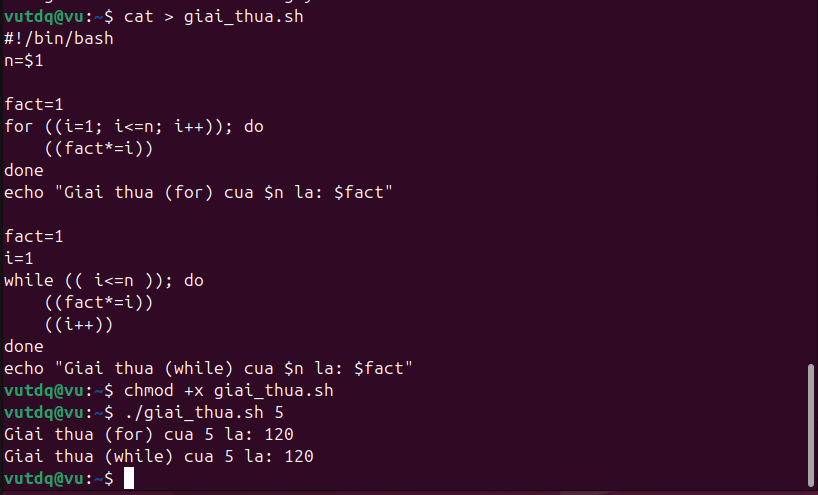 vutdq@vu:~$ cat > giai_thua.sh
#!/bin/bash
n=$1

fact=1
for ((i=1; i<=n; i++)); do
    ((fact*=i))
done
echo "Giai thua (for) cua $n la: $fact"

fact=1
i=1
while (( i<=n )); do
    ((fact*=i))
    ((i++))
done
echo "Giai thua (while) cua $n la: $fact"
vutdq@vu:~$ chmod +x giai_thua.sh
vutdq@vu:~$ ./giai_thua.sh 5
Giai thua (for) cua 5 la: 120
Giai thua (while) cua 5 la: 120
vutdq@vu:~$